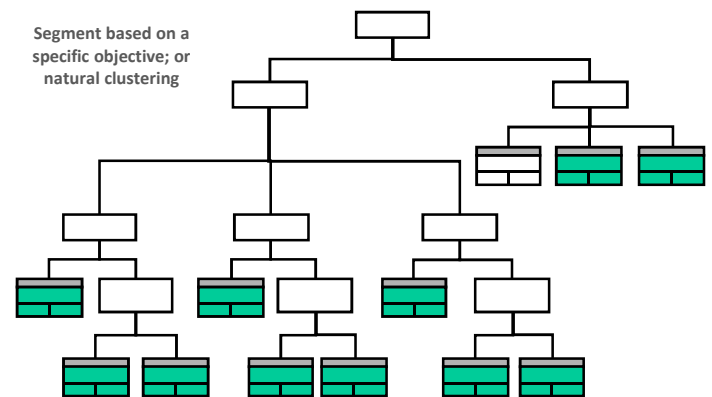 Segment based on a
specific objective; or
natural clustering